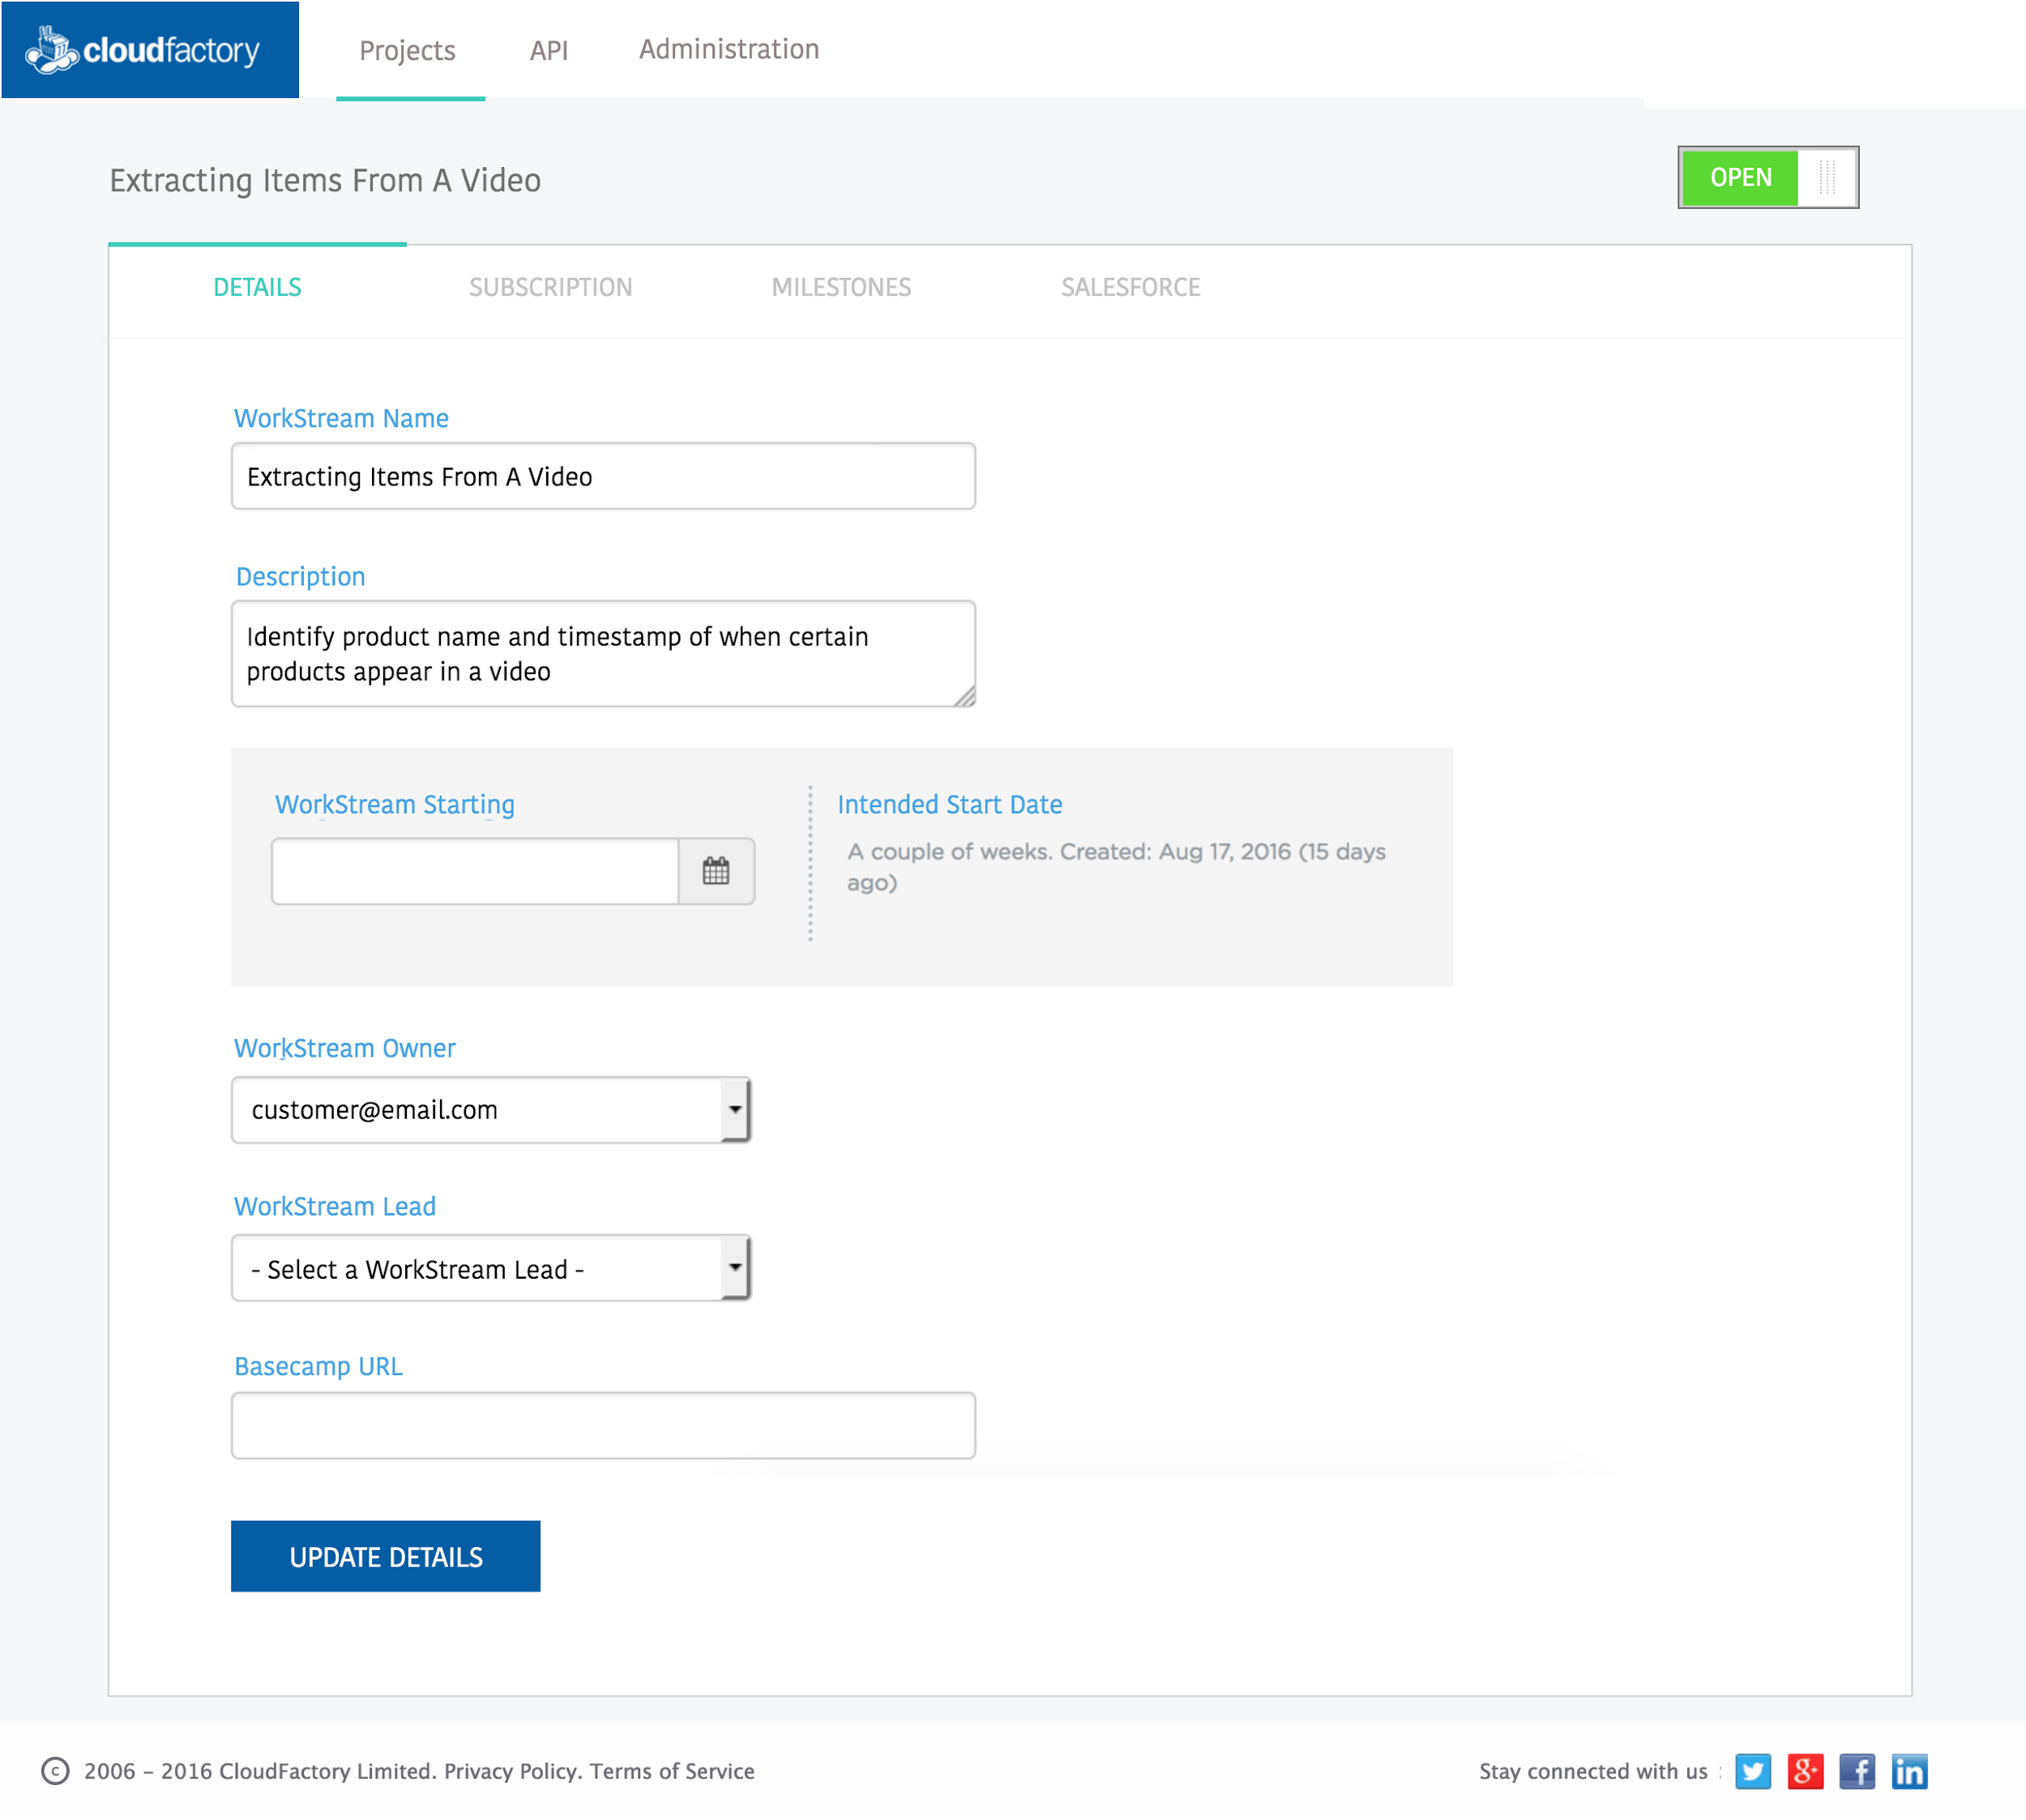 cloudfactory
Projects
API
Administration
Extracting Items From A Video
OPEN
DETAILS
SUBSCRIPTION
MILESTONES
SALESFORCE
WorkStream Name
Extracting Items From A Video
Description
Identify product name and timestamp of when certain
products appear in a video
WorkStream Starting
Intended Start Date
A couple of weeks. Created: Aug 17, 2016 (15 days
ago)
WorkStream Owner
customer@email.com
WorkStream Lead
- Select a WorkStream Lead -
Basecamp URL
UPDATE DETAILS
© 2006 – 2016 CloudFactory Limited. Privacy Policy. Terms of Service
Stay connected with us :
g+
f
in